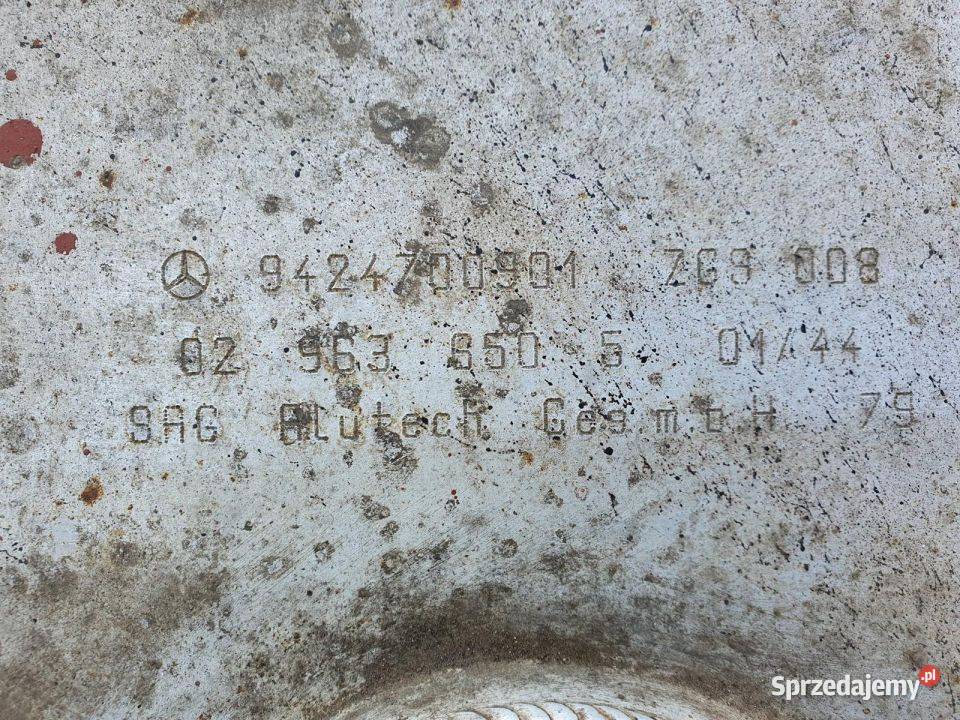 9424700901 ZGS 008
02 963 850 5 01/44
SAG Alutech Ges.m.b.H. 79
Sprzedajemy.pl